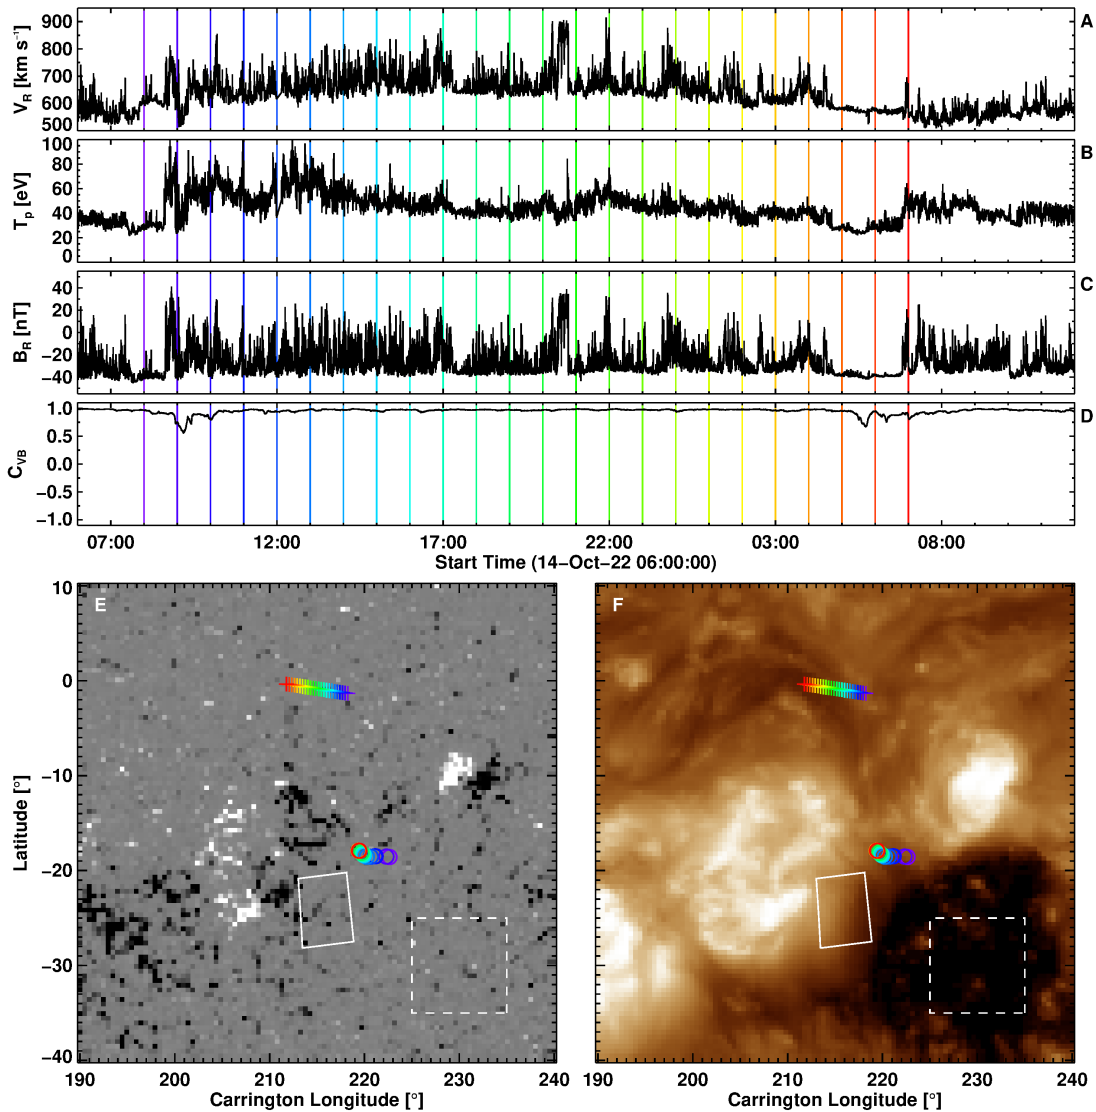 A
V_R [km s⁻¹]
900
800
700
600
500
B
T_p [eV]
100
80
60
40
20
0
C
B_R [nT]
40
20
0
−20
−40
D
C_VB
1.0
0.5
0.0
−0.5
−1.0
07:00 12:00 17:00 22:00 03:00 08:00
Start Time (14−Oct−22 06:00:00)
E
Latitude [°]
10
0
−10
−20
−30
−40
190 200 210 220 230 240
Carrington Longitude [°]
F
190 200 210 220 230 240
Carrington Longitude [°]